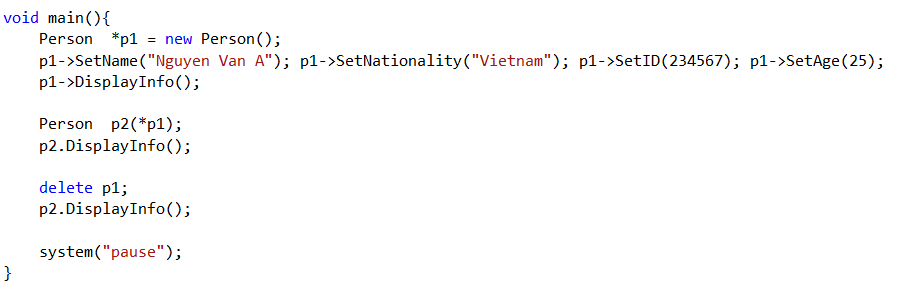 void main(){
Person *p1 = new Person();
p1->SetName("Nguyen Van A"); p1->SetNationality("Vietnam"); p1->SetID(234567); p1->SetAge(25);
p1->DisplayInfo();
Person p2(*p1);
p2.DisplayInfo();
delete p1;
p2.DisplayInfo();
system("pause");
}